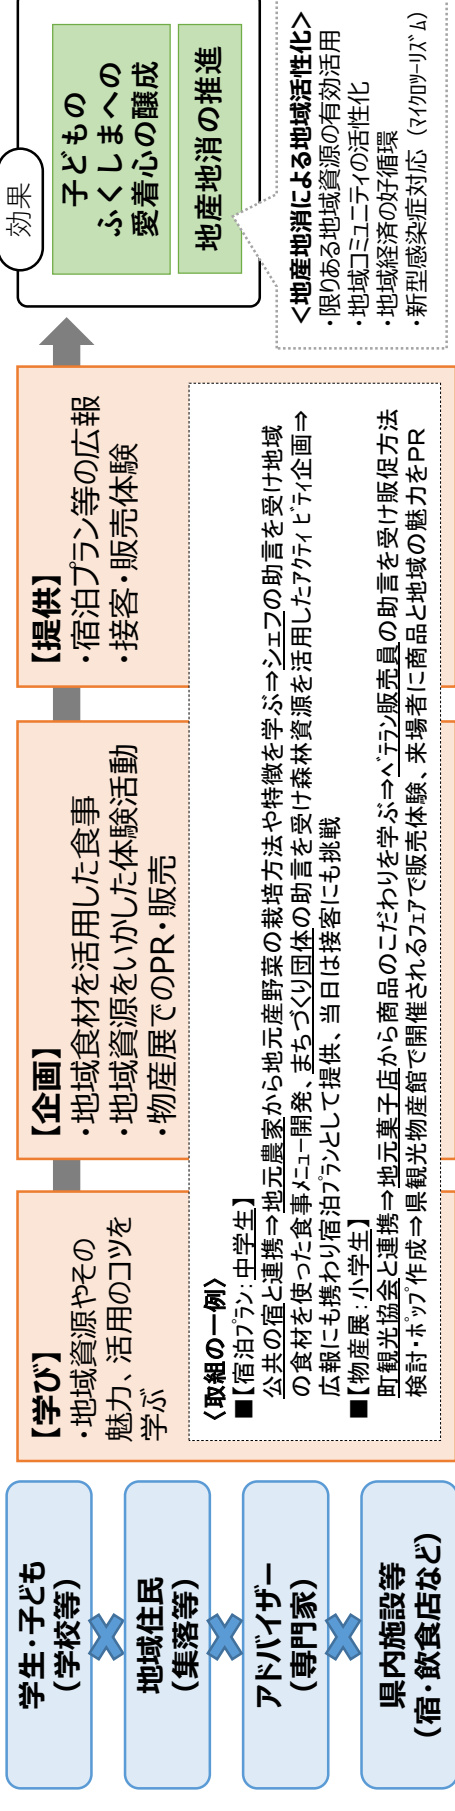 学生・子ども
(学校等)
地域住民
(集落等)
アドバイザー
(専門家)
県内施設等
(宿・飲食店など)
【学び】
・地域資源やその
魅力、活用のコツを
学ぶ
【企画】
・地域食材を活用した食事
・地域資源をいかした体験活動
・物産展でのPR・販売
【提供】
・宿泊プラン等の広報
・接客・販売体験
〈取組の一例〉
■【宿泊プラン:中学生】
公共の宿と連携⇒地元農家から地元産野菜の栽培方法や特徴を学ぶ⇒シェフの助言を受け地域
の食材を使った食事メニュー開発、まちづくり団体の助言を受け森林資源を活用したアクティビティ企画⇒
広報にも携わり宿泊プランとして提供、当日は接客にも挑戦
■【物産展:小学生】
町観光協会と連携⇒地元菓子店から商品のこだわりを学ぶ⇒ベテラン販売員の助言を受け販促方法
検討・ポップ作成⇒県観光物産館で開催されるフェアで販売体験、来場者に商品と地域の魅力をPR
効果
子どもの
ふくしまへの
愛着心の醸成
地産地消の推進
<地産地消による地域活性化>
・限りある地域資源の有効活用
・地域コミュニティの活性化
・地域経済の好循環
・新型感染症対応(マイクロツーリズム)